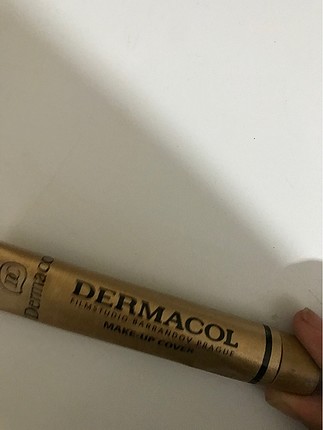 Dermacol
DERMACOL
FILMSTUDIO BARRANDOV PRAGUE
MAKE-UP COVER